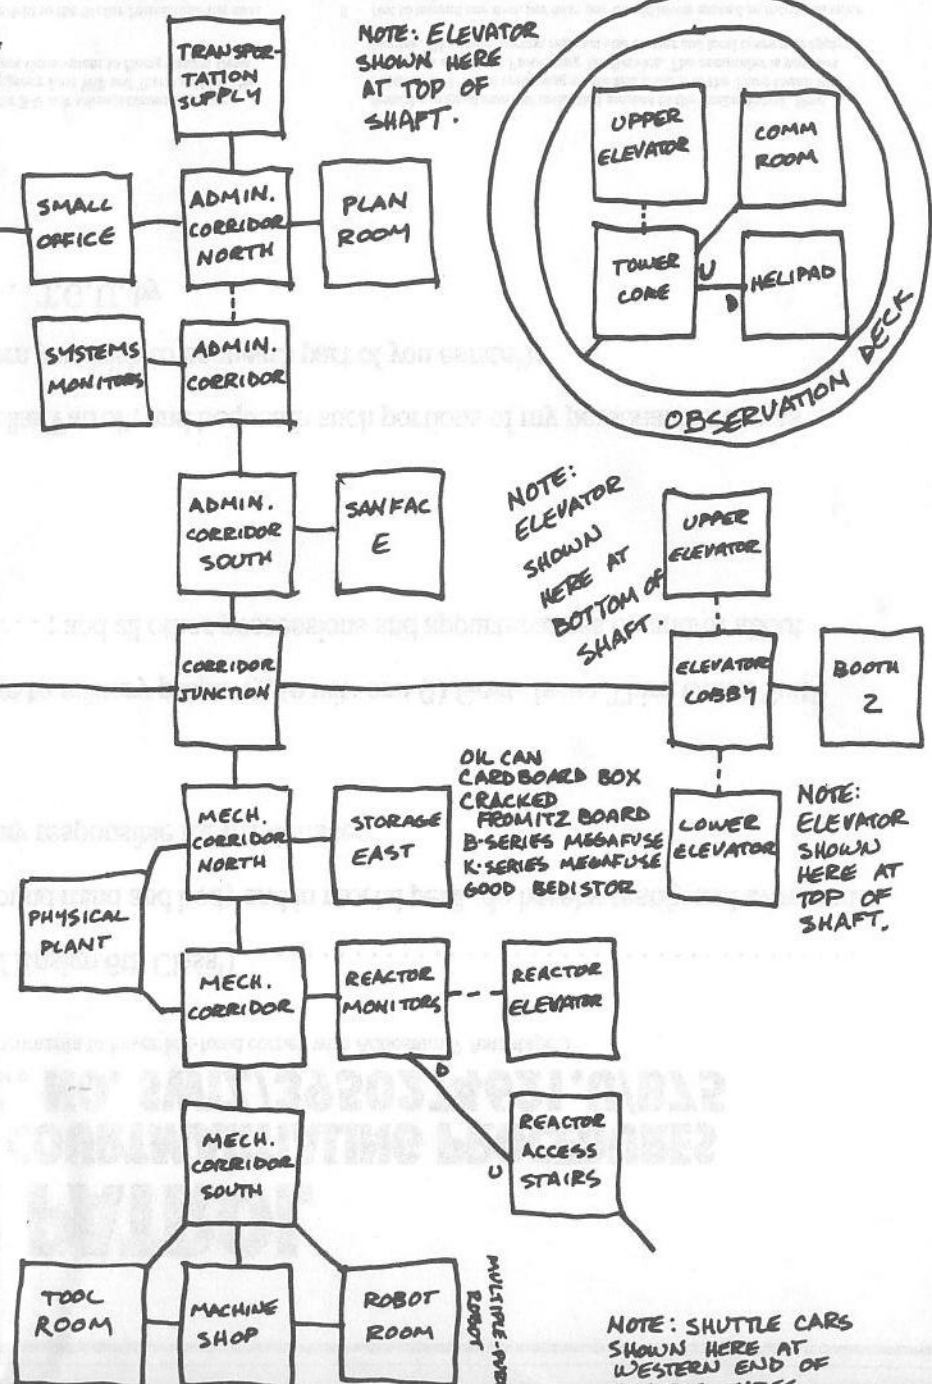 TRANSPOR-
TATION
SUPPLY
NOTE: ELEVATOR
SHOWN HERE
AT TOP OF
SHAFT.
UPPER
ELEVATOR
COMM
ROOM
SMALL
OFFICE
ADMIN.
CORRIDOR
NORTH
PLAN
ROOM
TOWER
CORE
U
D
HELIPAD
OBSERVATION DECK
SYSTEMS
MONITORS
ADMIN.
CORRIDOR
ADMIN.
CORRIDOR
SOUTH
SANFAC
E
NOTE:
ELEVATOR
SHOWN
HERE AT
BOTTOM OF
SHAFT.
UPPER
ELEVATOR
CORRIDOR
JUNCTION
ELEVATOR
LOBBY
BOOTH
2
MECH.
CORRIDOR
NORTH
STORAGE
EAST
OIL CAN
CARDBOARD BOX
CRACKED
FROMITZ BOARD
B-SERIES MEGAFUSE
K-SERIES MEGAFUSE
GOOD BEDISTOR
LOWER
ELEVATOR
NOTE:
ELEVATOR
SHOWN
HERE AT
TOP OF
SHAFT.
PHYSICAL
PLANT
MECH.
CORRIDOR
REACTOR
MONITORS
REACTOR
ELEVATOR
D
U
REACTOR
ACCESS
STAIRS
MECH.
CORRIDOR
SOUTH
TOOL
ROOM
MACHINE
SHOP
ROBOT
ROOM
ROBOT
NOTE: SHUTTLE CARS
SHOWN HERE AT
WESTERN END OF